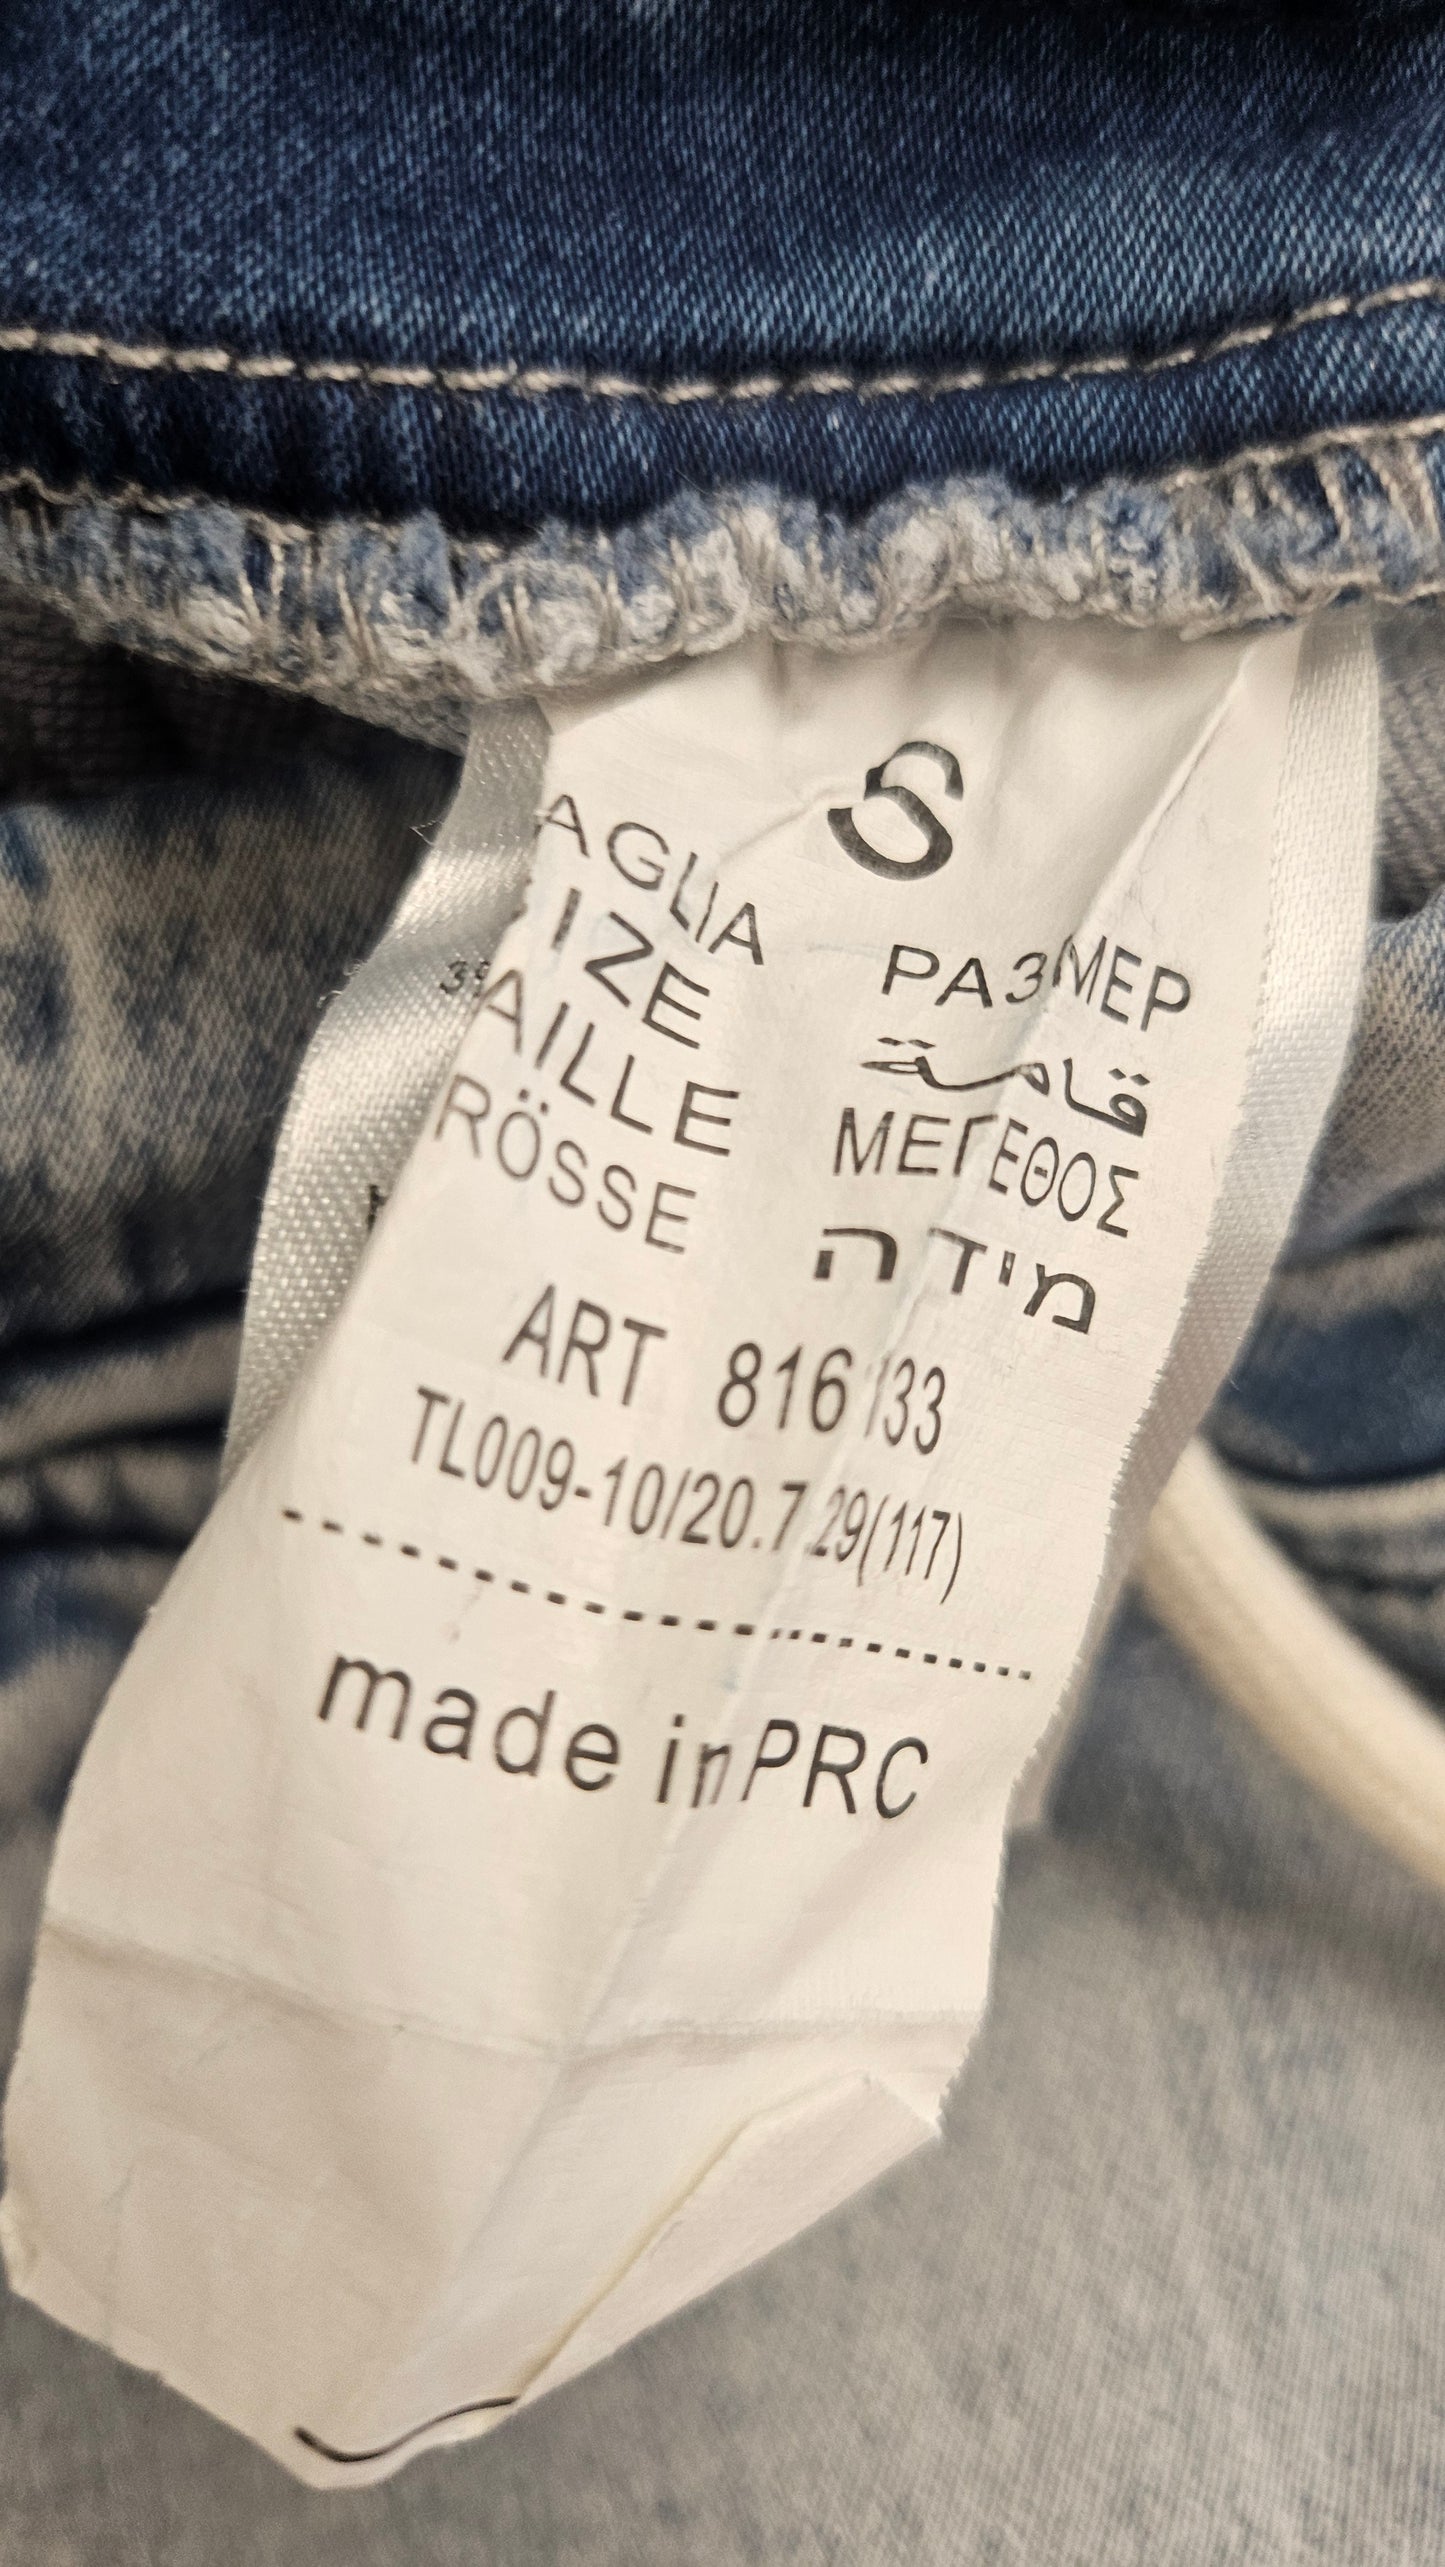 S
AGLIA
IZE
AILLE
RÖSSE
РАЗМЕР
قامة
ΜΕΓΕΘΟΣ
מידה
ART 816133
TL009-10/20.7.29(117)
made in PRC